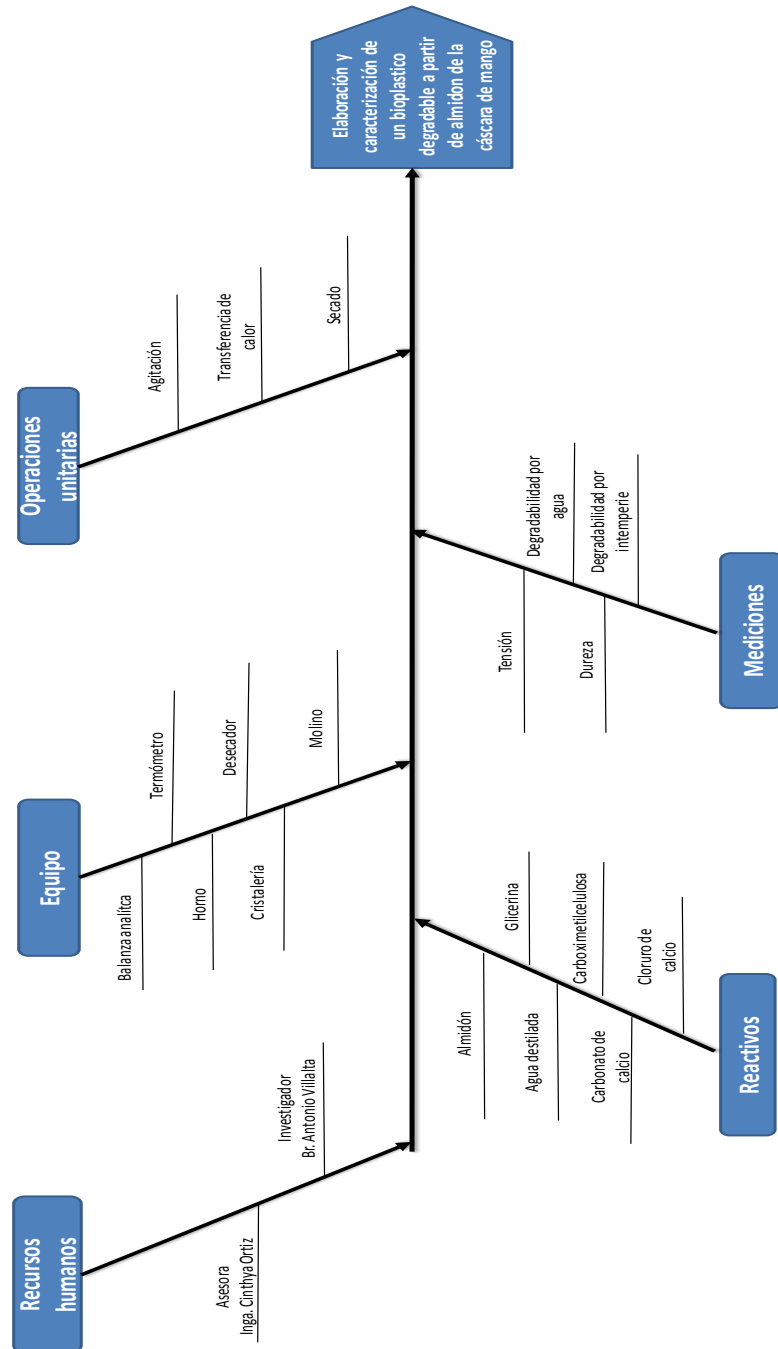 Recursos
humanos
Asesora
Inga. Cinthya Ortiz
Investigador
Br. Antonio Villalta
Equipo
Balanza analítca
Termómetro
Horno
Desecador
Cristalería
Molino
Operaciones
unitarias
Agitación
Transferencia de
calor
Secado
Reactivos
Almidón
Glicerina
Agua destilada
Carboximetilcelulosa
Carbonato de
calcio
Cloruro de
calcio
Mediciones
Tensión
Degradabilidad por
agua
Dureza
Degradabilidad por
intemperie
Elaboración y
caracterización de
un bioplastico
degradable a partir
de almidon de la
cáscara de mango